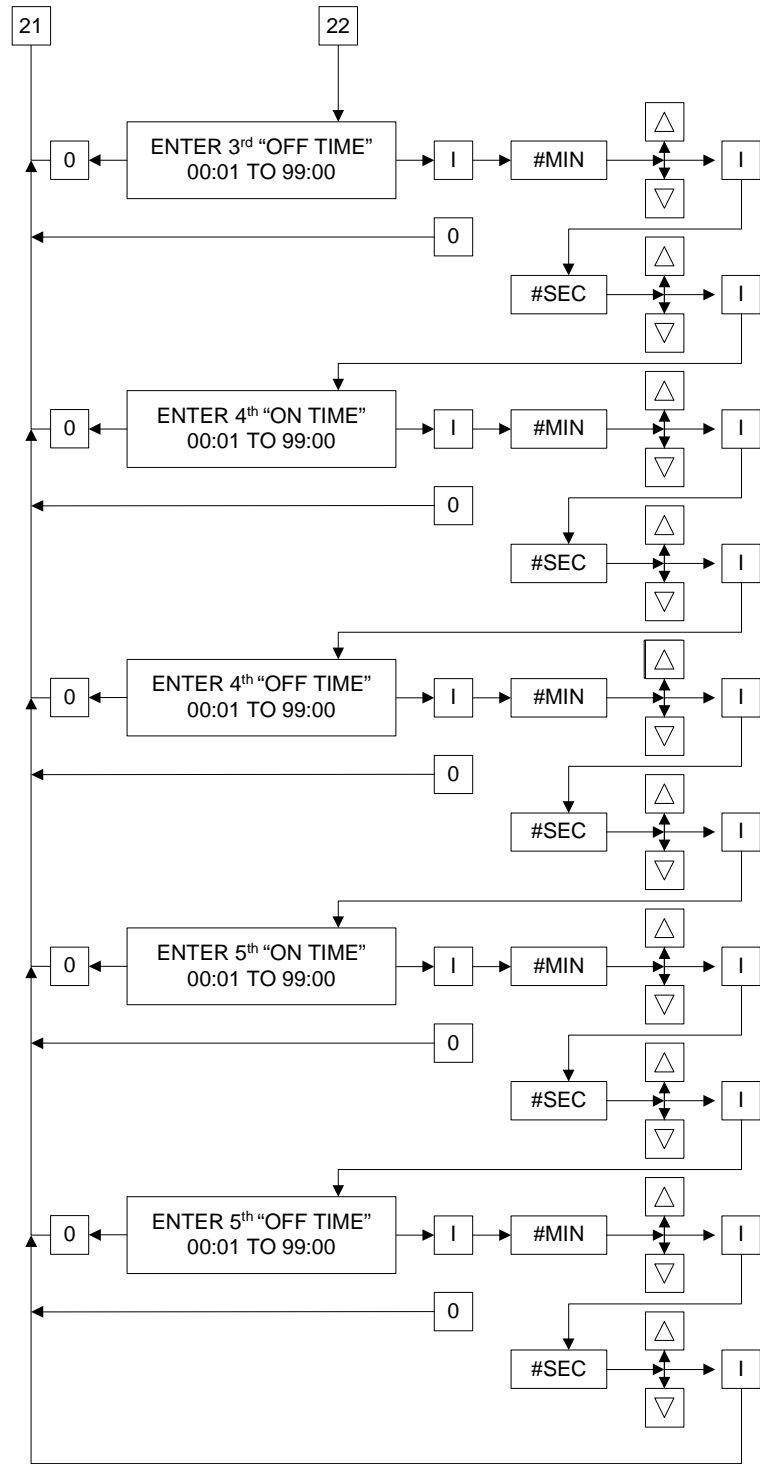 21 22
0 ENTER 3rd “OFF TIME” I #MIN △ I
00:01 TO 99:00 ▽
0
#SEC △ I
▽
0 ENTER 4th “ON TIME” I #MIN △ I
00:01 TO 99:00 ▽
0
#SEC △ I
▽
0 ENTER 4th “OFF TIME” I #MIN △ I
00:01 TO 99:00 ▽
0
#SEC △ I
▽
0 ENTER 5th “ON TIME” I #MIN △ I
00:01 TO 99:00 ▽
0
#SEC △ I
▽
0 ENTER 5th “OFF TIME” I #MIN △ I
00:01 TO 99:00 ▽
0
#SEC △ I
▽